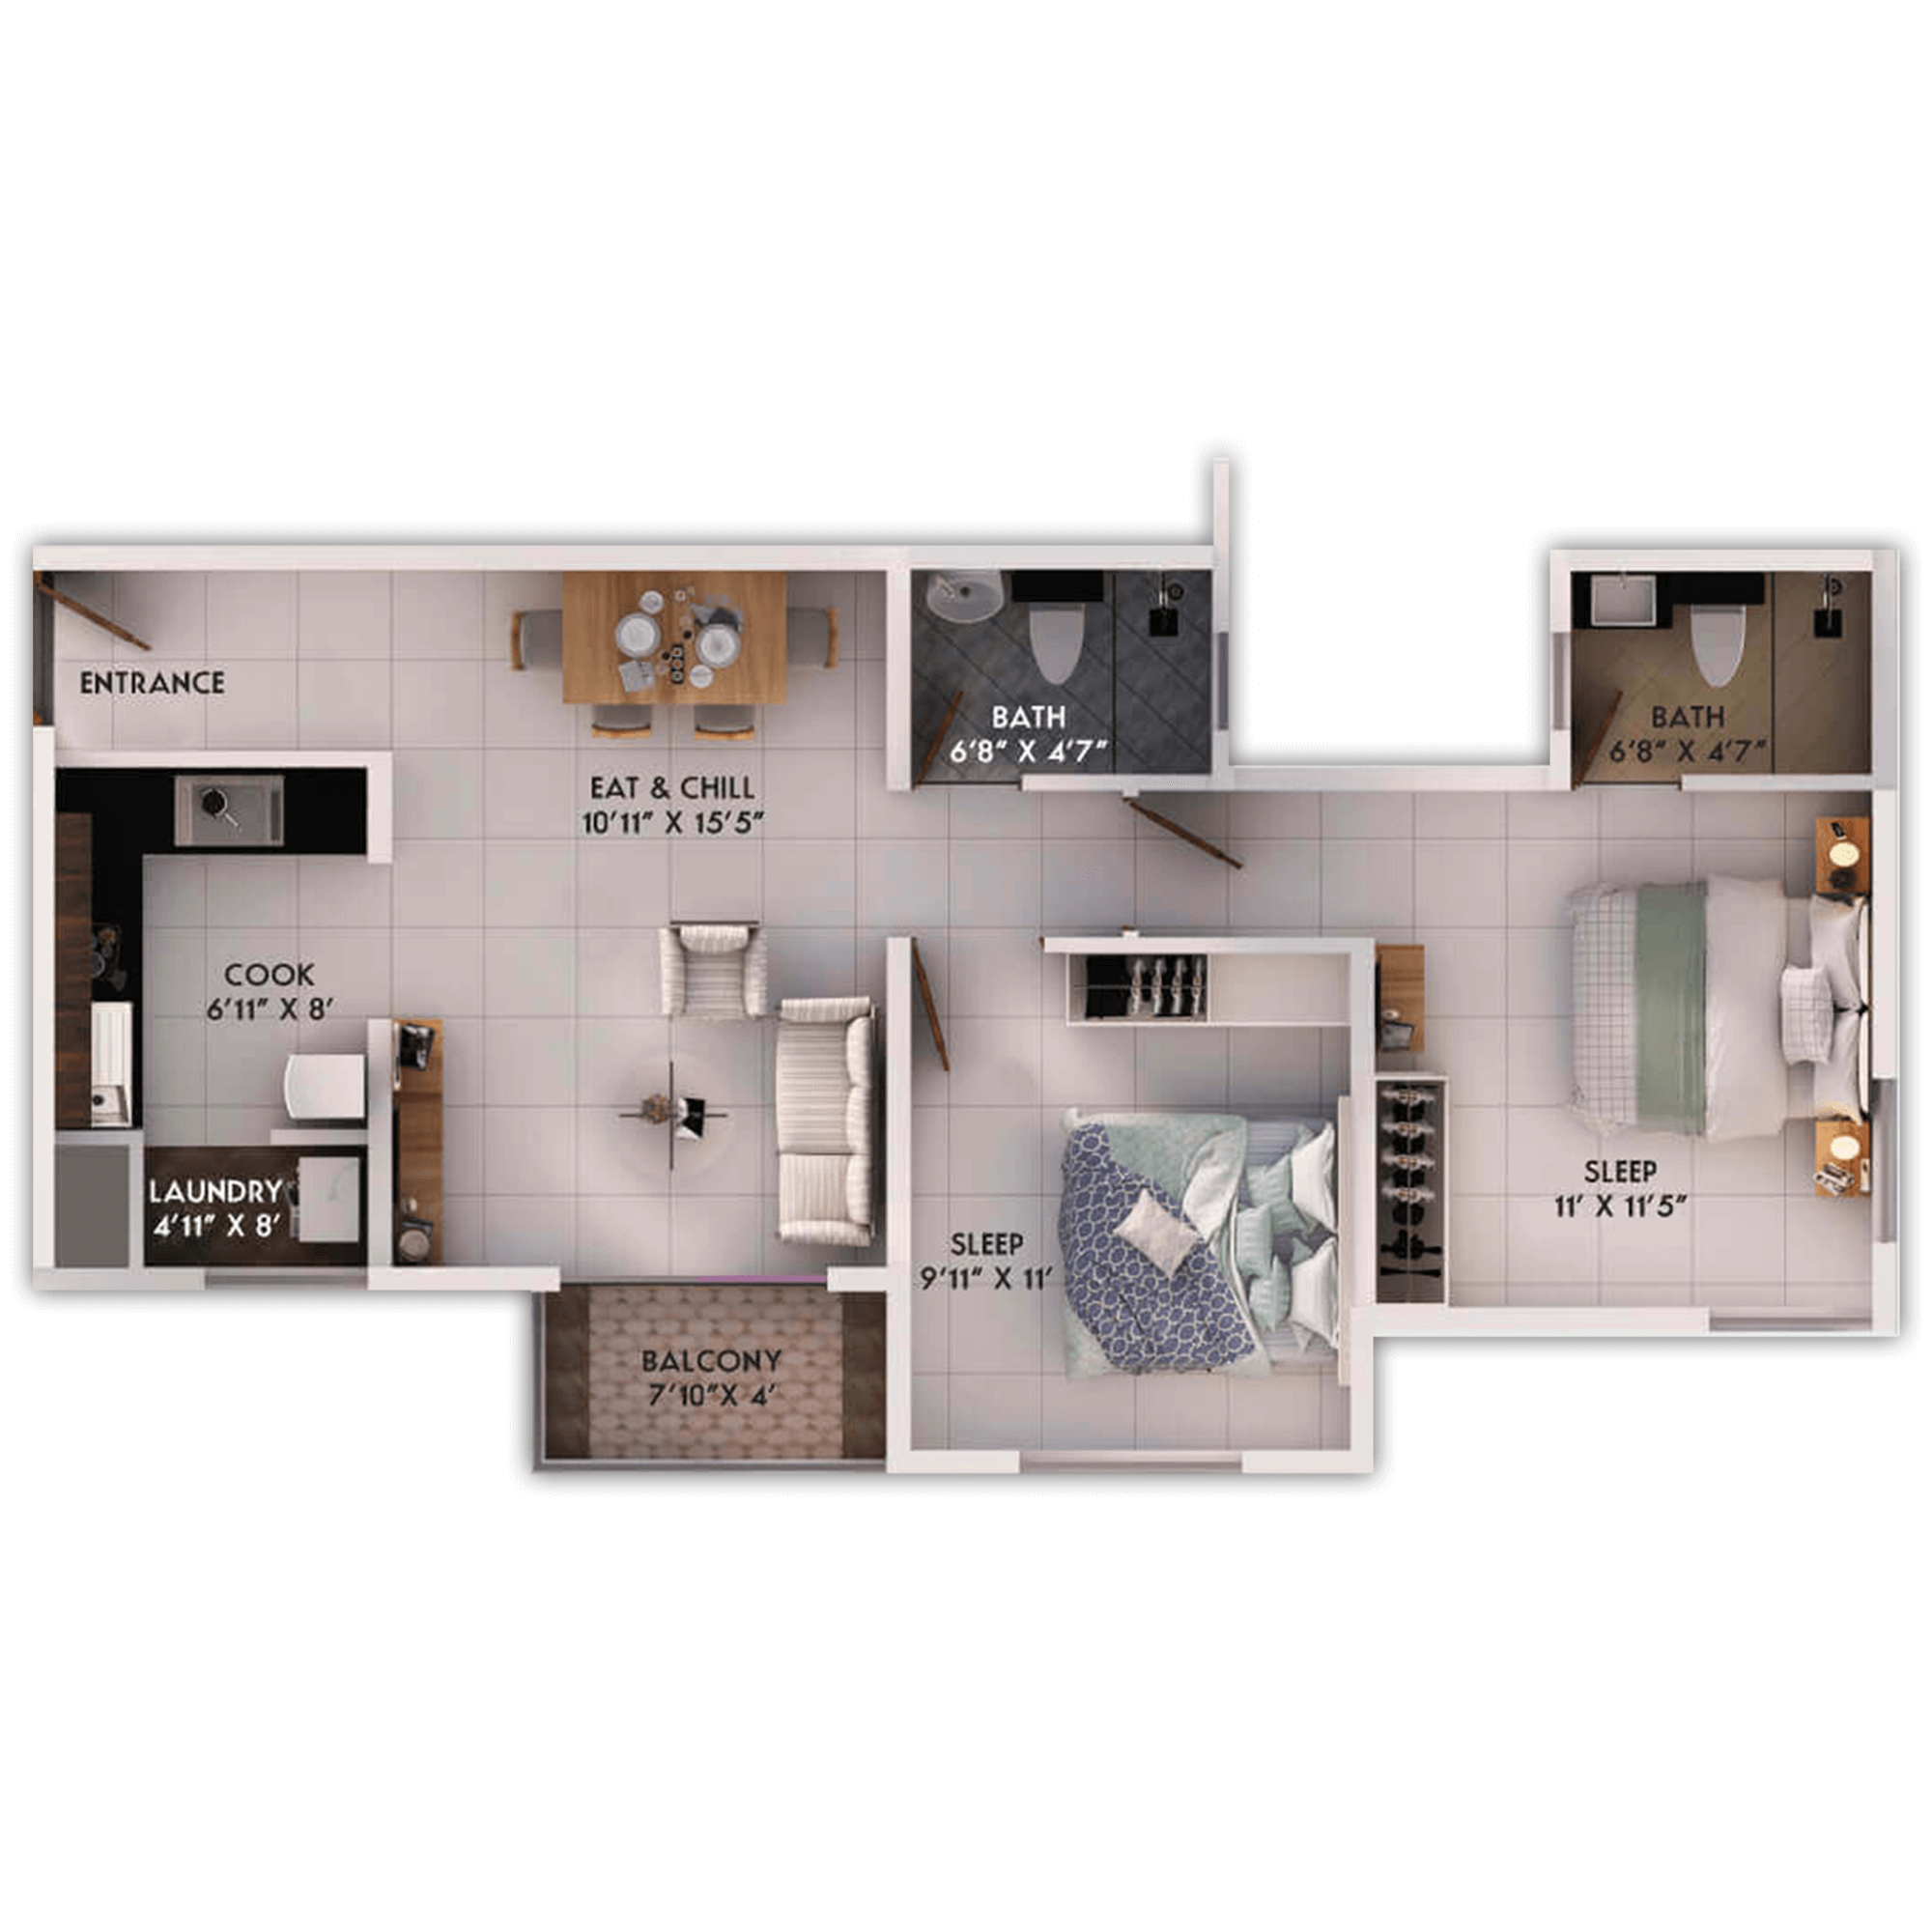 ENTRANCE
EAT & CHILL
10'11" X 15'5"
BATH
6'8" X 4'7"
BATH
6'8" X 4'7"
COOK
6'11" X 8'
LAUNDRY
4'11" X 8'
SLEEP
9'11" X 11'
SLEEP
11' X 11'5"
BALCONY
7'10"X 4'